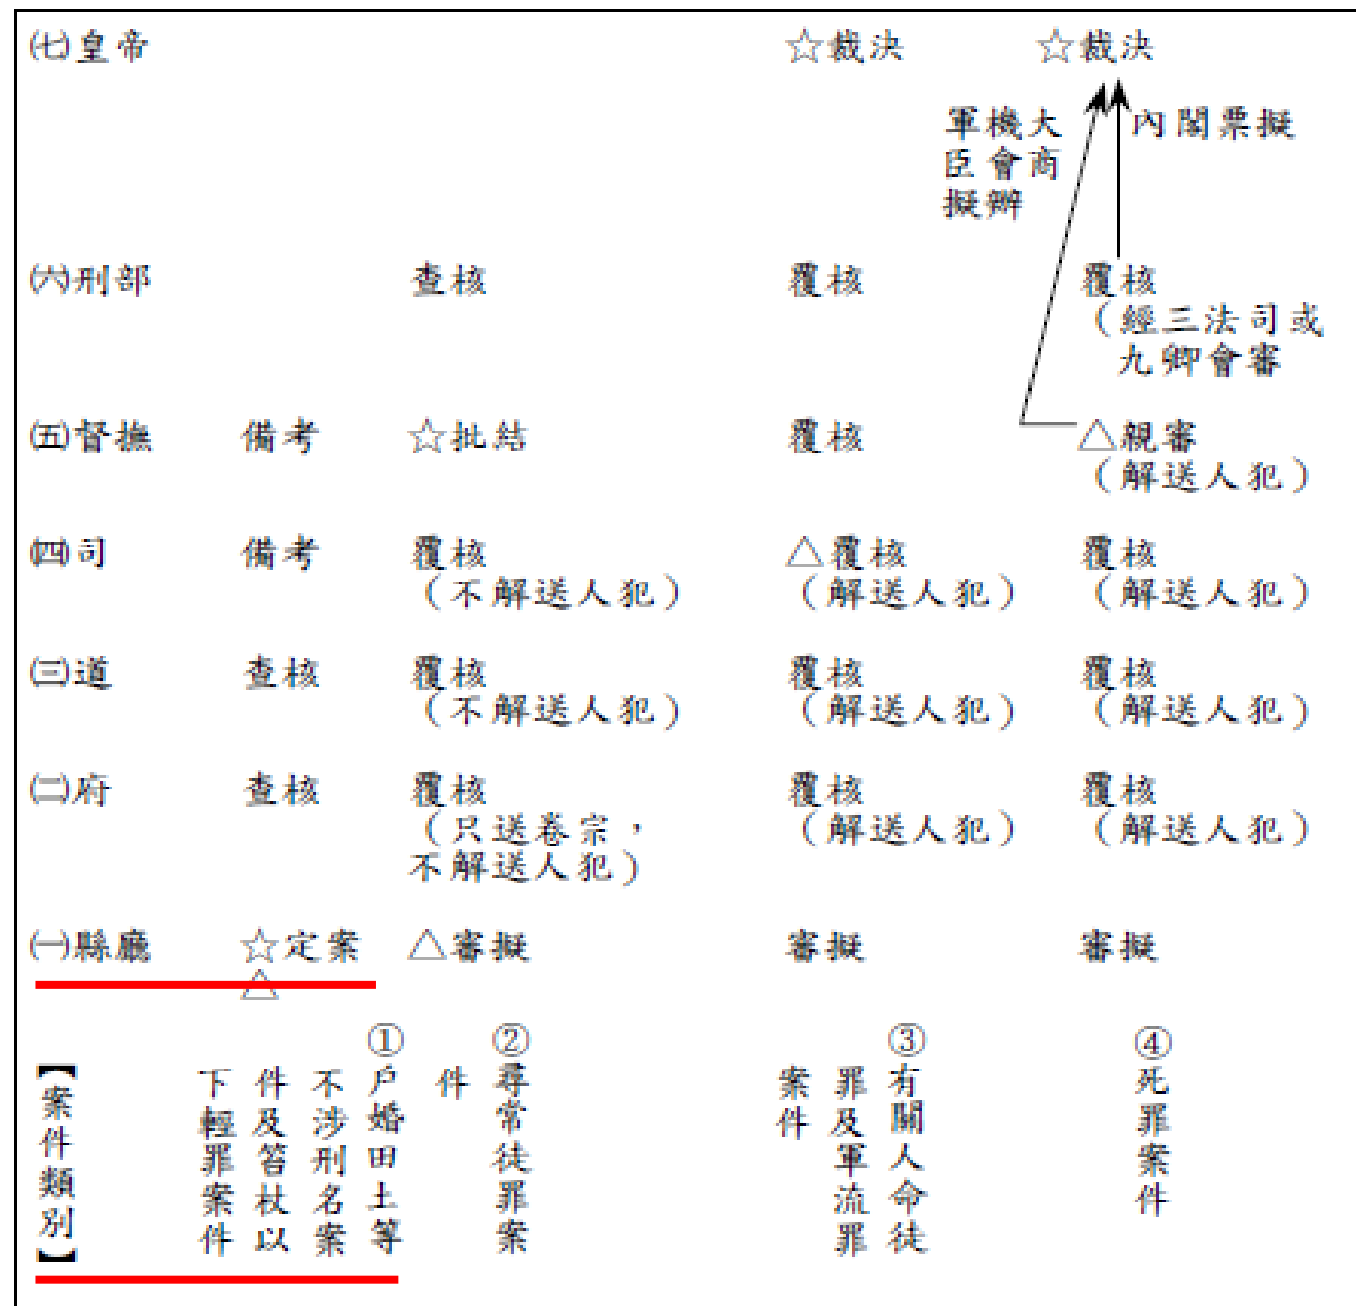 ㈦皇帝 ☆裁決 ☆裁決
軍機大臣會商擬辦 內閣票擬
㈥刑部 查核 覆核 覆核
（經三法司或九卿會審
㈤督撫 備考 ☆批結 覆核 △親審
（解送人犯）
㈣司 備考 覆核 △覆核 覆核
（不解送人犯） （解送人犯） （解送人犯）
㈢道 查核 覆核 覆核 覆核
（不解送人犯） （解送人犯） （解送人犯）
㈡府 查核 覆核 覆核 覆核
（只送卷宗，不解送人犯） （解送人犯） （解送人犯）
㈠縣廳 ☆定案 △審擬 審擬 審擬
△
【案件類別】
①戶婚田土等不涉刑名案件及笞杖以下輕罪案件
②尋常徒罪案件
③有關人命徒罪及軍流罪案件
④死罪案件